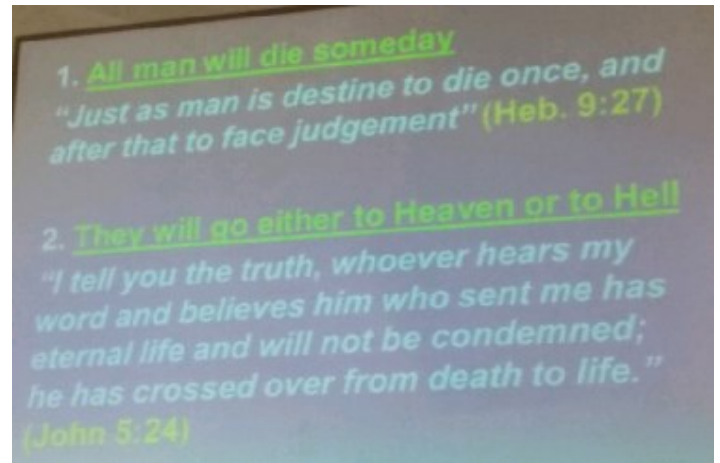 1. All man will die someday
“Just as man is destine to die once, and
after that to face judgement” (Heb. 9:27)
2. They will go either to Heaven or to Hell
“I tell you the truth, whoever hears my
word and believes him who sent me has
eternal life and will not be condemned;
he has crossed over from death to life.”
(John 5:24)